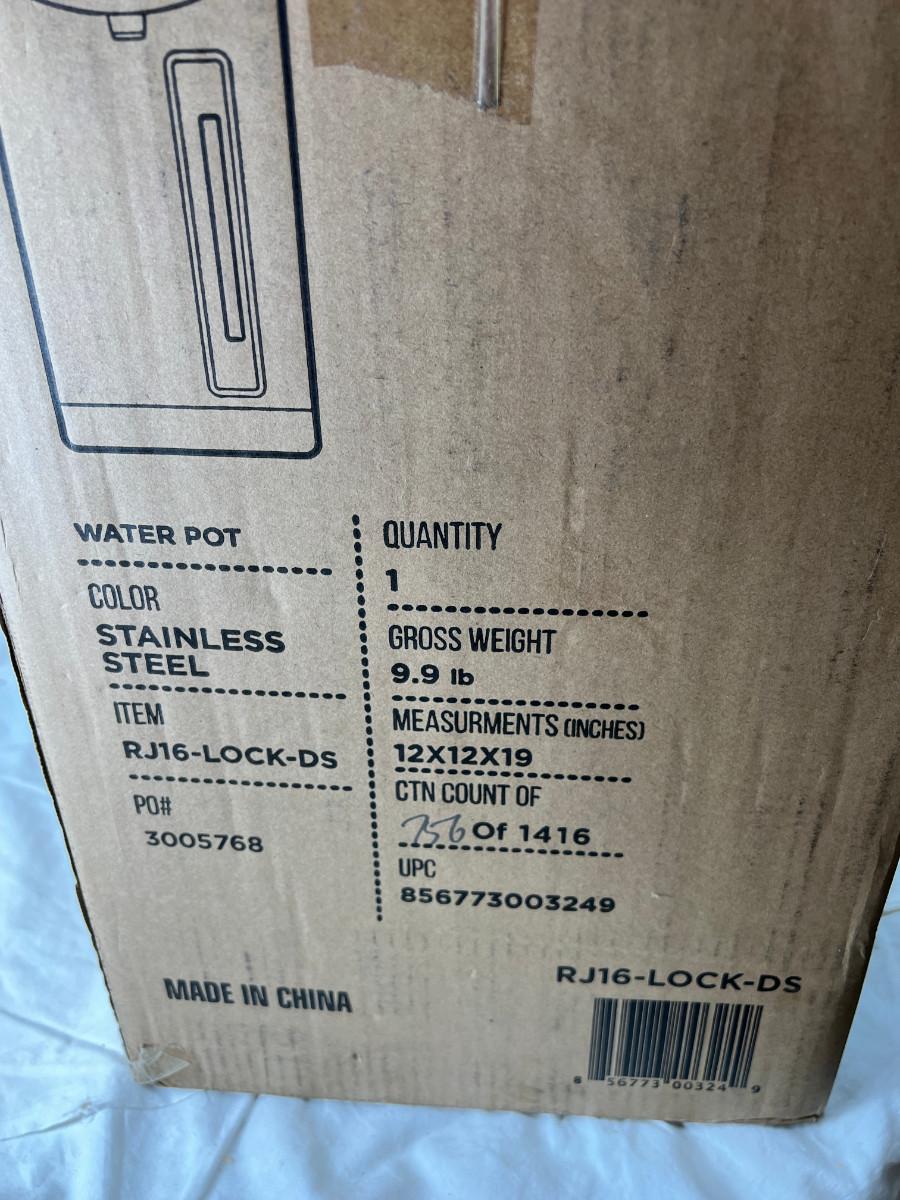 WATER POT
COLOR
STAINLESS
STEEL
ITEM
RJ16-LOCK-DS
PO#
3005768
QUANTITY
1
GROSS WEIGHT
9.9 lb
MEASURMENTS (INCHES)
12X12X19
CTN COUNT OF
Of 1416
UPC
856773003249
MADE IN CHINA
RJ16-LOCK-DS
8 56773 00324 9